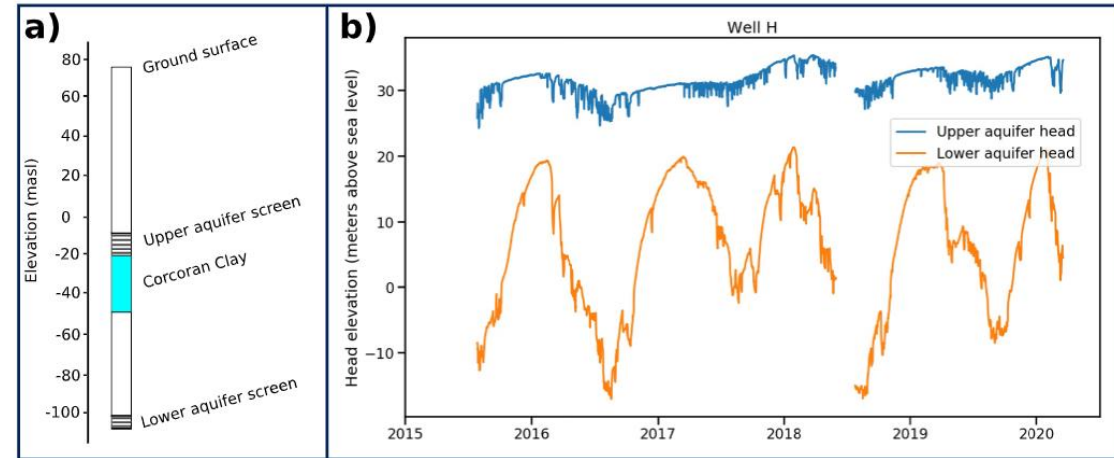 a)
Elevation (masl)
80
60
40
20
0
-20
-40
-60
-80
-100
Ground surface
Upper aquifer screen
Corcoran Clay
Lower aquifer screen
b)
Well H
Head elevation (meters above sea level)
30
20
10
0
−10
Upper aquifer head
Lower aquifer head
2015 2016 2017 2018 2019 2020